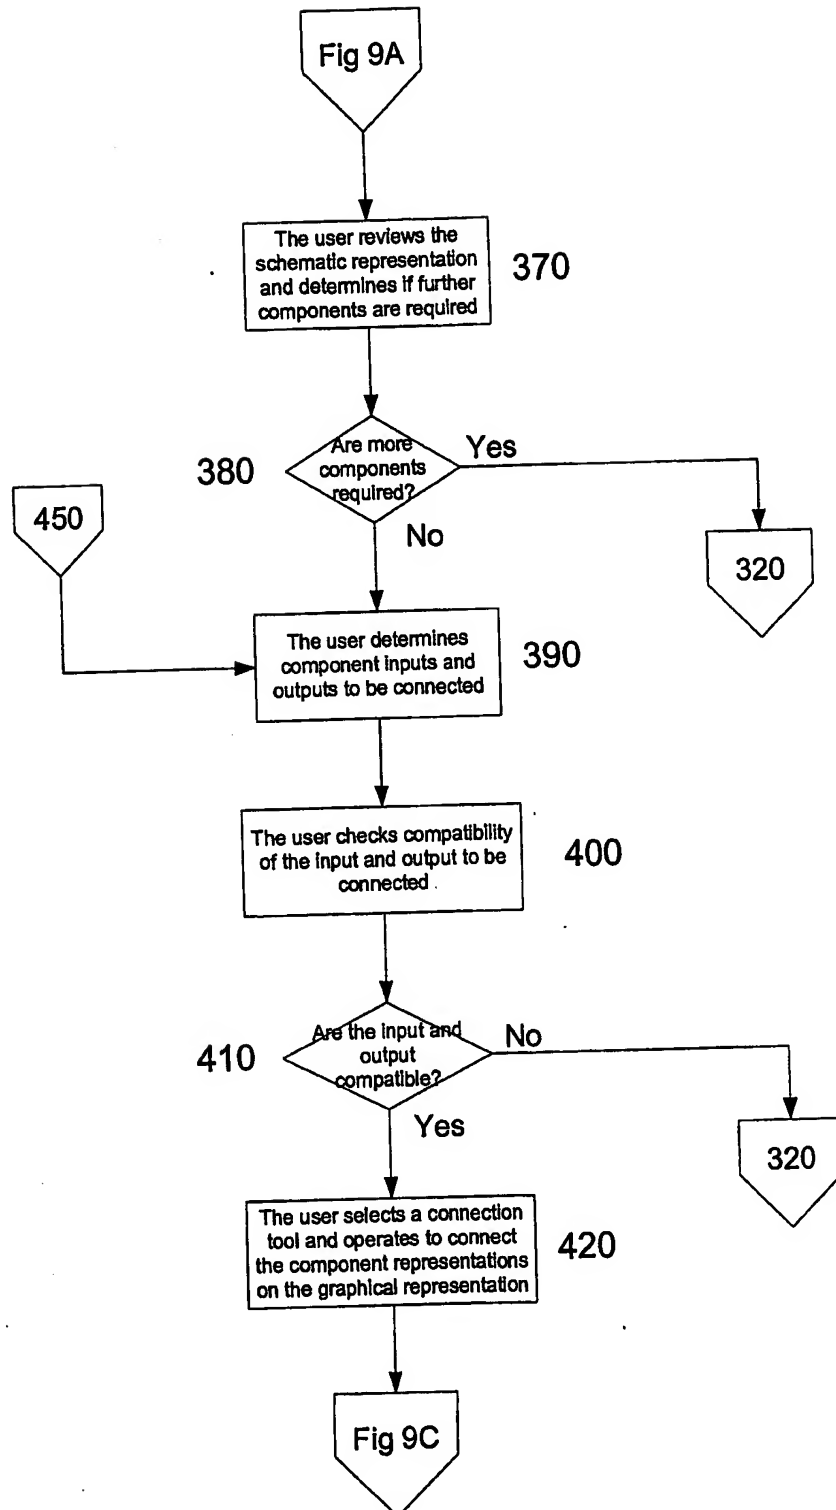 Fig 9A
The user reviews the
schematic representation
and determines if further
components are required
370
380
Are more
components
required?
Yes
No
450
320
The user determines
component inputs and
outputs to be connected
390
The user checks compatibility
of the input and output to be
connected
400
410
Are the input and
output
compatible?
No
Yes
320
The user selects a connection
tool and operates to connect
the component representations
on the graphical representation
420
Fig 9C